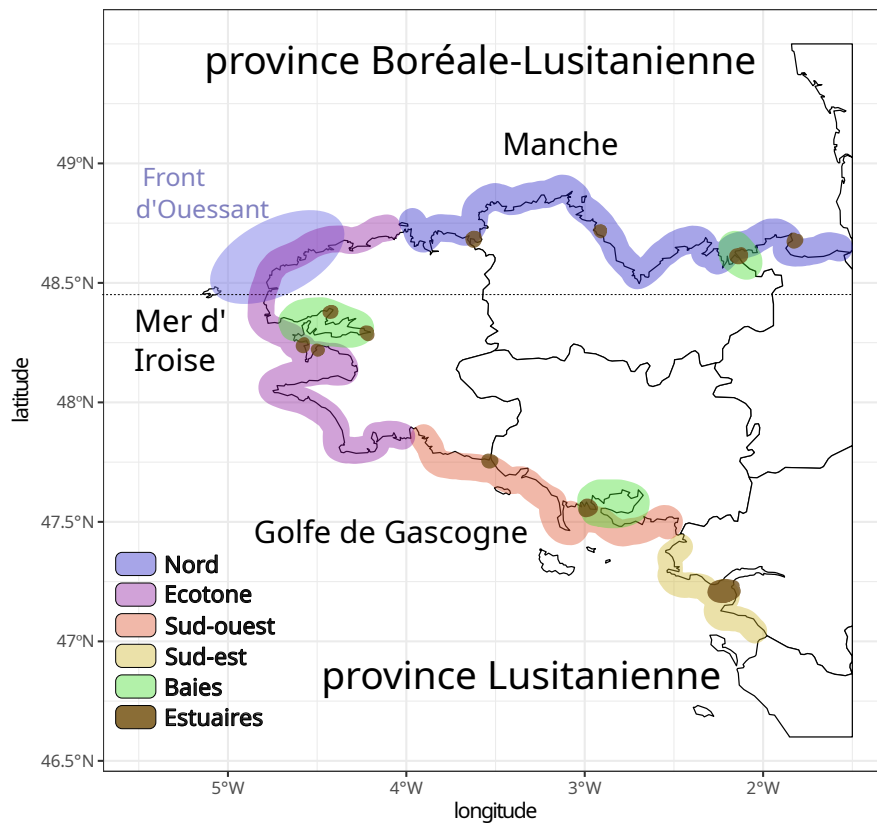 province Boréale-Lusitanienne
Manche
Front
d'Ouessant
Mer d'
Iroise
Golfe de Gascogne
province Lusitanienne
Nord
Ecotone
Sud-ouest
Sud-est
Baies
Estuaires
latitude
49°N
48.5°N
48°N
47.5°N
47°N
46.5°N
5°W
4°W
3°W
2°W
longitude